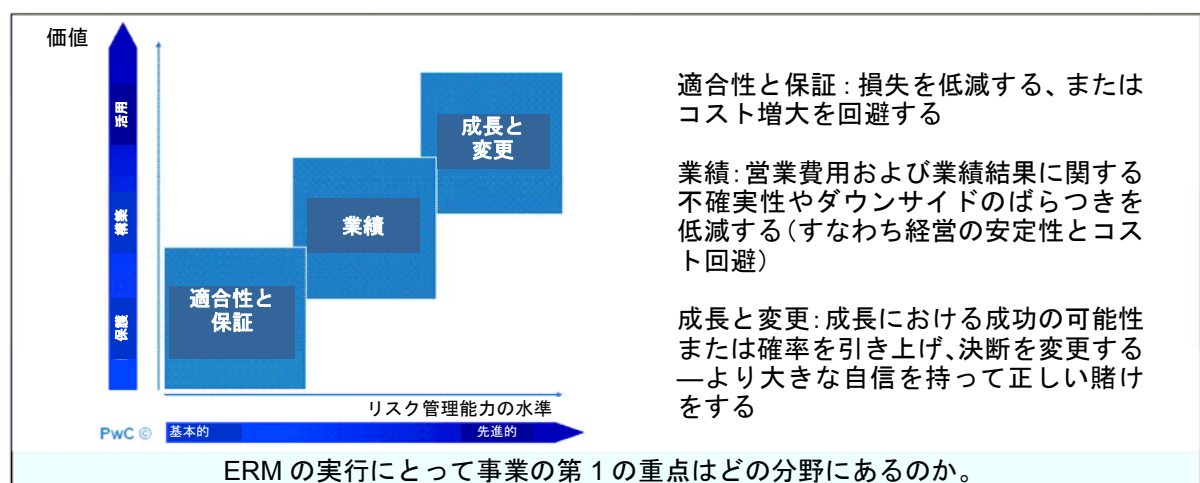 価値
活用
構築
保護
成長と
変更
業績
適合性と
保証
リスク管理能力の水準
PwC ©
基本的
先進的
適合性と保証：損失を低減する、または
コスト増大を回避する
業績：営業費用および業績結果に関する
不確実性やダウンサイドのばらつきを
低減する（すなわち経営の安定性とコス
ト回避）
成長と変更：成長における成功の可能性
または確率を引き上げ、決断を変更する
―より大きな自信を持って正しい賭け
をする
ERM の実行にとって事業の第 1 の重点はどの分野にあるのか。